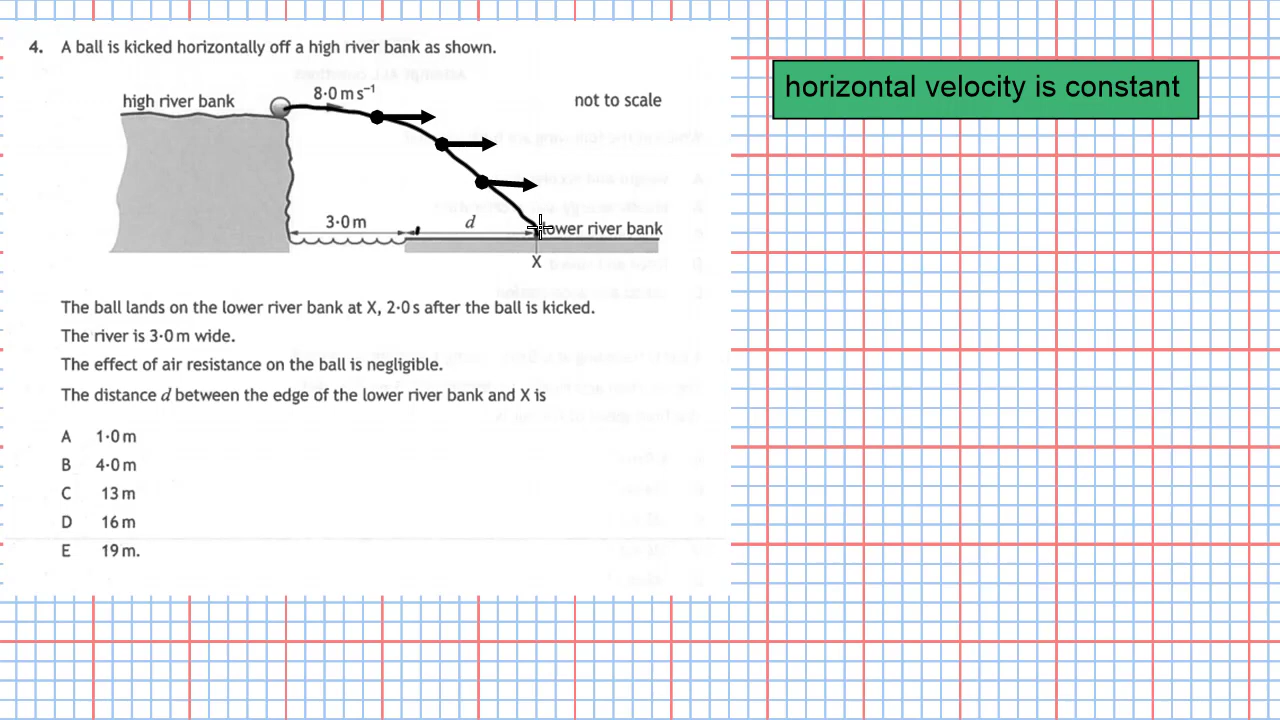 4. A ball is kicked horizontally off a high river bank as shown.
horizontal velocity is constant
8·0 m s⁻¹
high river bank
not to scale
3·0 m
d
lower river bank
X
The ball lands on the lower river bank at X, 2·0 s after the ball is kicked.
The river is 3·0 m wide.
The effect of air resistance on the ball is negligible.
The distance d between the edge of the lower river bank and X is
A 1·0 m
B 4·0 m
C 13 m
D 16 m
E 19 m.